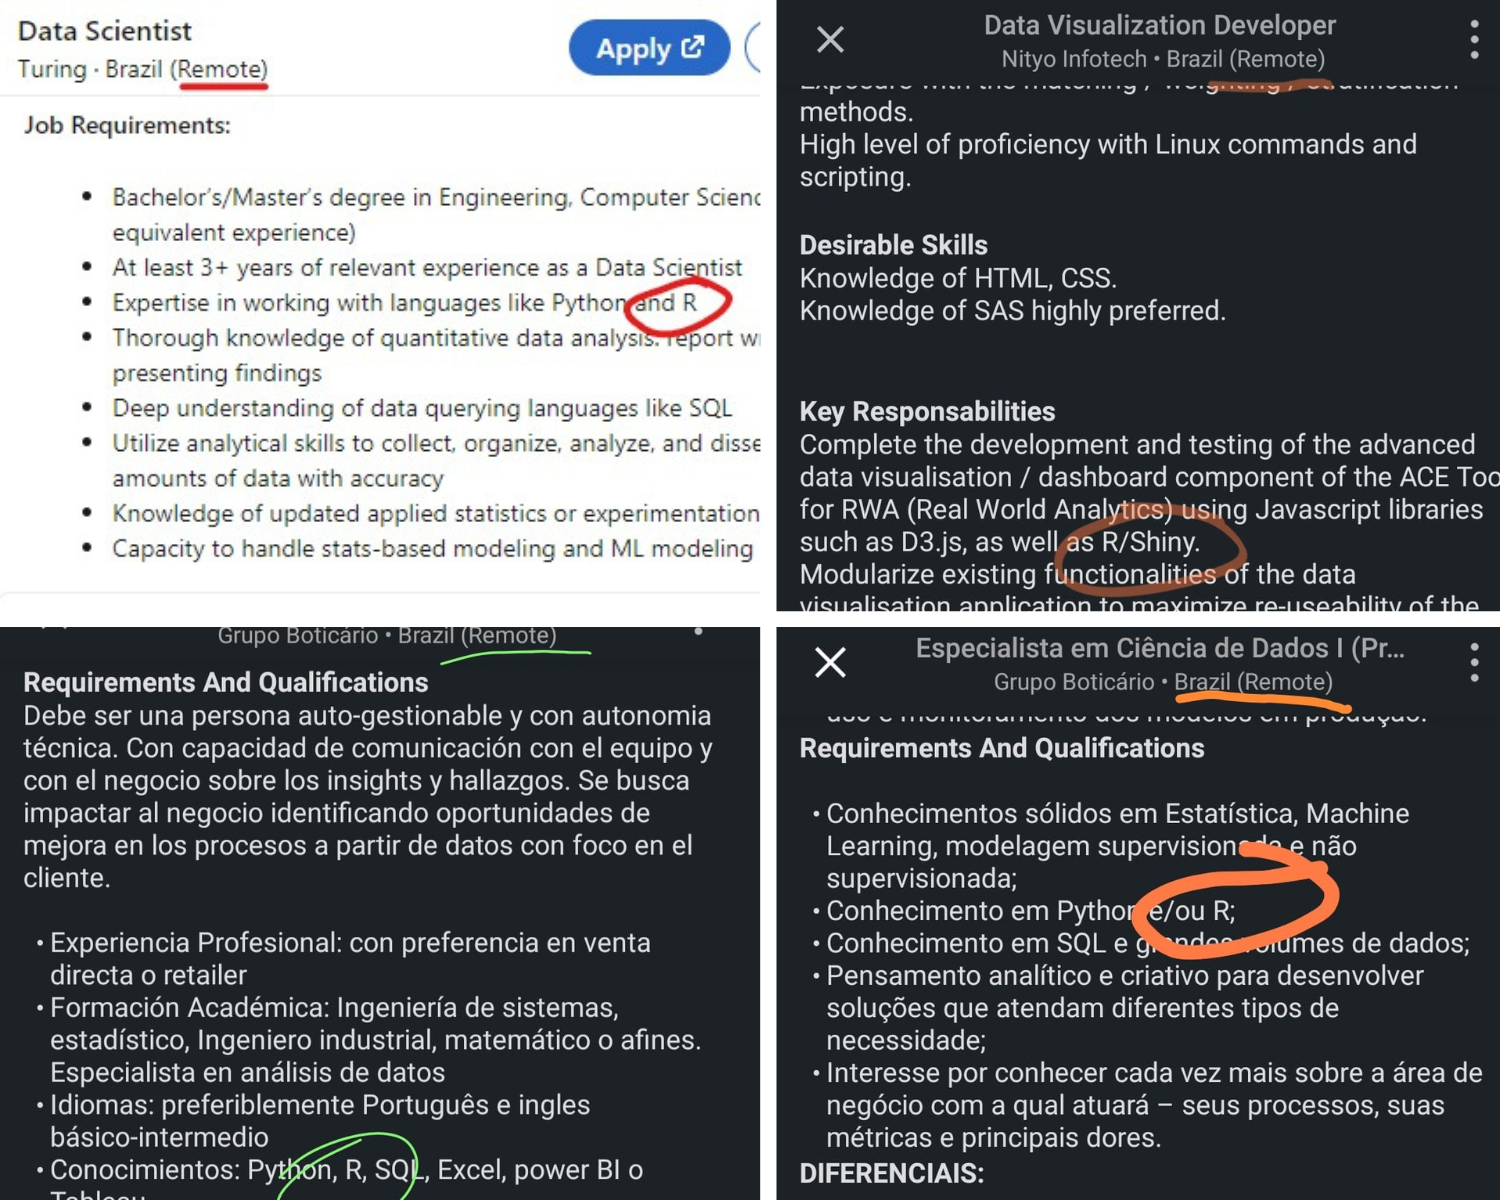 Data Scientist
Turing · Brazil (Remote)
Apply
Job Requirements:
Bachelor's/Master's degree in Engineering, Computer
equivalent experience)
At least 3+ years of relevant experience as a Data Scientist
Expertise in working with languages like Python and R
Thorough knowledge of quantitative data analysis. report
presenting findings
Deep understanding of data querying languages like SQL
Utilize analytical skills to collect, organize, analyze, and
amounts of data with accuracy
Knowledge of updated applied statistics or experimentation
Capacity to handle stats-based modeling and ML modeling
Data Visualization Developer
Nityo Infotech • Brazil (Remote)
Exposure with the matching / weighting / stratification
methods.
High level of proficiency with Linux commands and
scripting.
Desirable Skills
Knowledge of HTML, CSS.
Knowledge of SAS highly preferred.
Key Responsabilities
Complete the development and testing of the advanced
data visualisation / dashboard component of the ACE Too
for RWA (Real World Analytics) using Javascript libraries
such as D3.js, as well as R/Shiny.
Modularize existing functionalities of the data
visualisation application to maximize re-useability of the
Grupo Boticário • Brazil (Remote)
Requirements And Qualifications
Debe ser una persona auto-gestionable y con autonomia
técnica. Con capacidad de comunicación con el equipo y
con el negocio sobre los insights y hallazgos. Se busca
impactar al negocio identificando oportunidades de
mejora en los procesos a partir de datos con foco en el
cliente.
• Experiencia Profesional: con preferencia en venta
directa o retailer
• Formación Académica: Ingeniería de sistemas,
estadístico, Ingeniero industrial, matemático o afines.
Especialista en análisis de datos
• Idiomas: preferiblemente Português e ingles
básico-intermedio
• Conocimientos: Python, R, SQL, Excel, power BI o
Tableau
Especialista em Ciência de Dados I (Pr...
Grupo Boticário • Brazil (Remote)
uso e monitoramento dos modelos em produção.
Requirements And Qualifications
• Conhecimentos sólidos em Estatística, Machine
Learning, modelagem supervisionada e não
supervisionada;
• Conhecimento em Python e/ou R;
• Conhecimento em SQL e grandes volumes de dados;
• Pensamento analítico e criativo para desenvolver
soluções que atendam diferentes tipos de
necessidade;
• Interesse por conhecer cada vez mais sobre a área de
negócio com a qual atuará – seus processos, suas
métricas e principais dores.
DIFERENCIAIS: